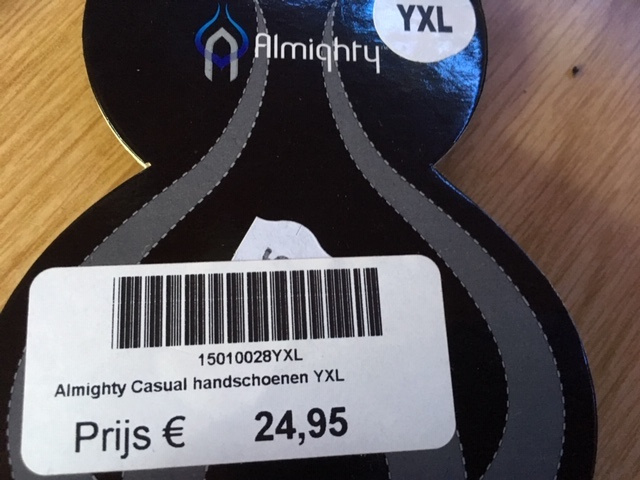 Almighty
YXL
15010028YXL
Almighty Casual handschoenen YXL
Prijs € 24,95